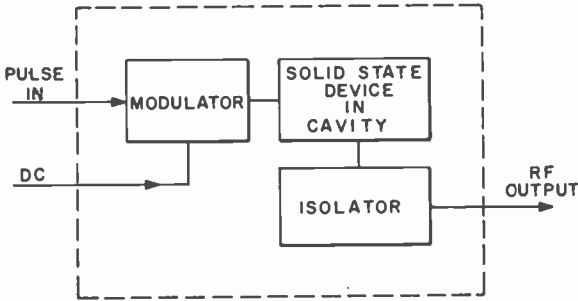 PULSE
IN
MODULATOR
SOLID STATE
DEVICE
IN
CAVITY
DC
ISOLATOR
RF
OUTPUT